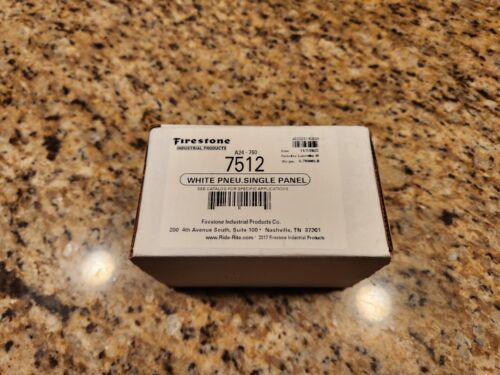 Firestone
INDUSTRIAL PRODUCTS
A24 - 760
7512
WHITE PNEU.SINGLE PANEL
SEE CATALOG FOR SPECIFIC APPLICATIONS
Firestone Industrial Products Co.
200 4th Avenue South, Suite 100 • Nashville, TN 37201
www.Ride-Rite.com • 2012 Firestone Industrial Products